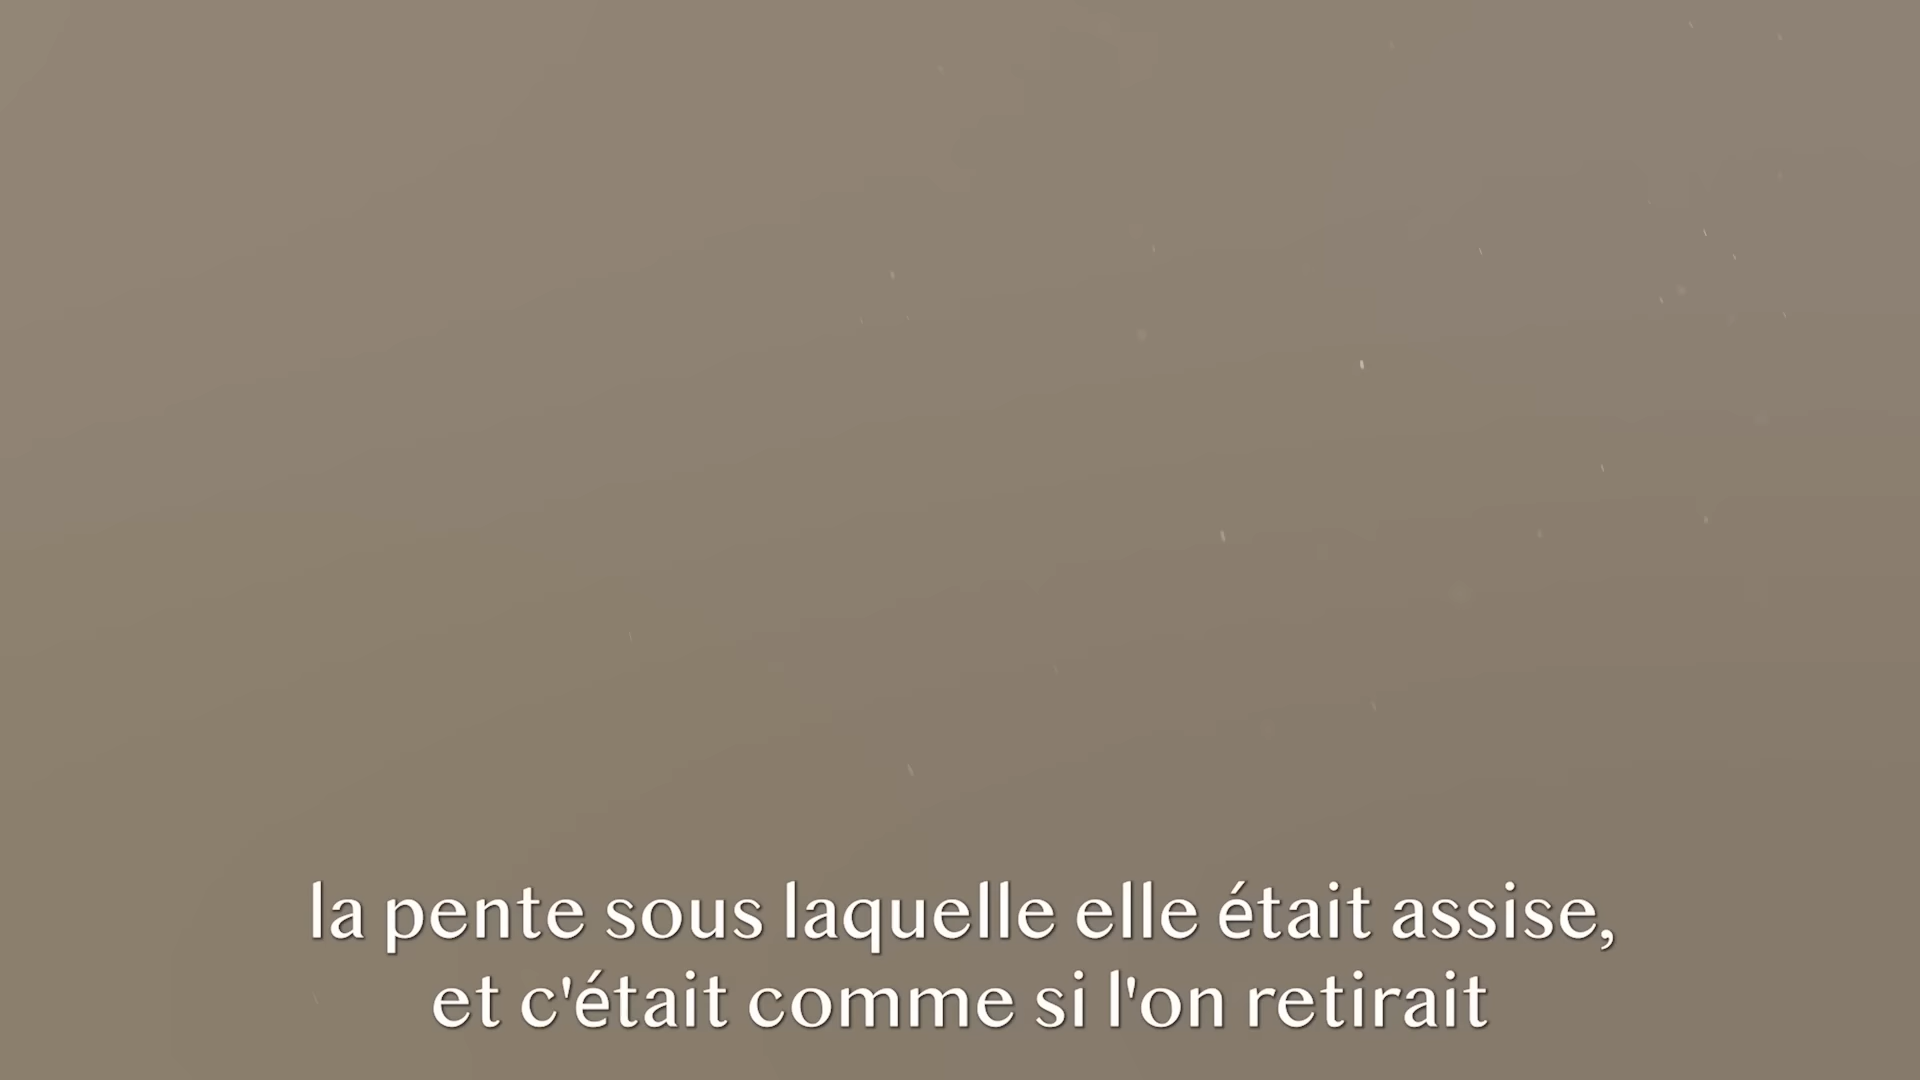 la pente sous laquelle elle était assise,
et c'était comme si l'on retirait